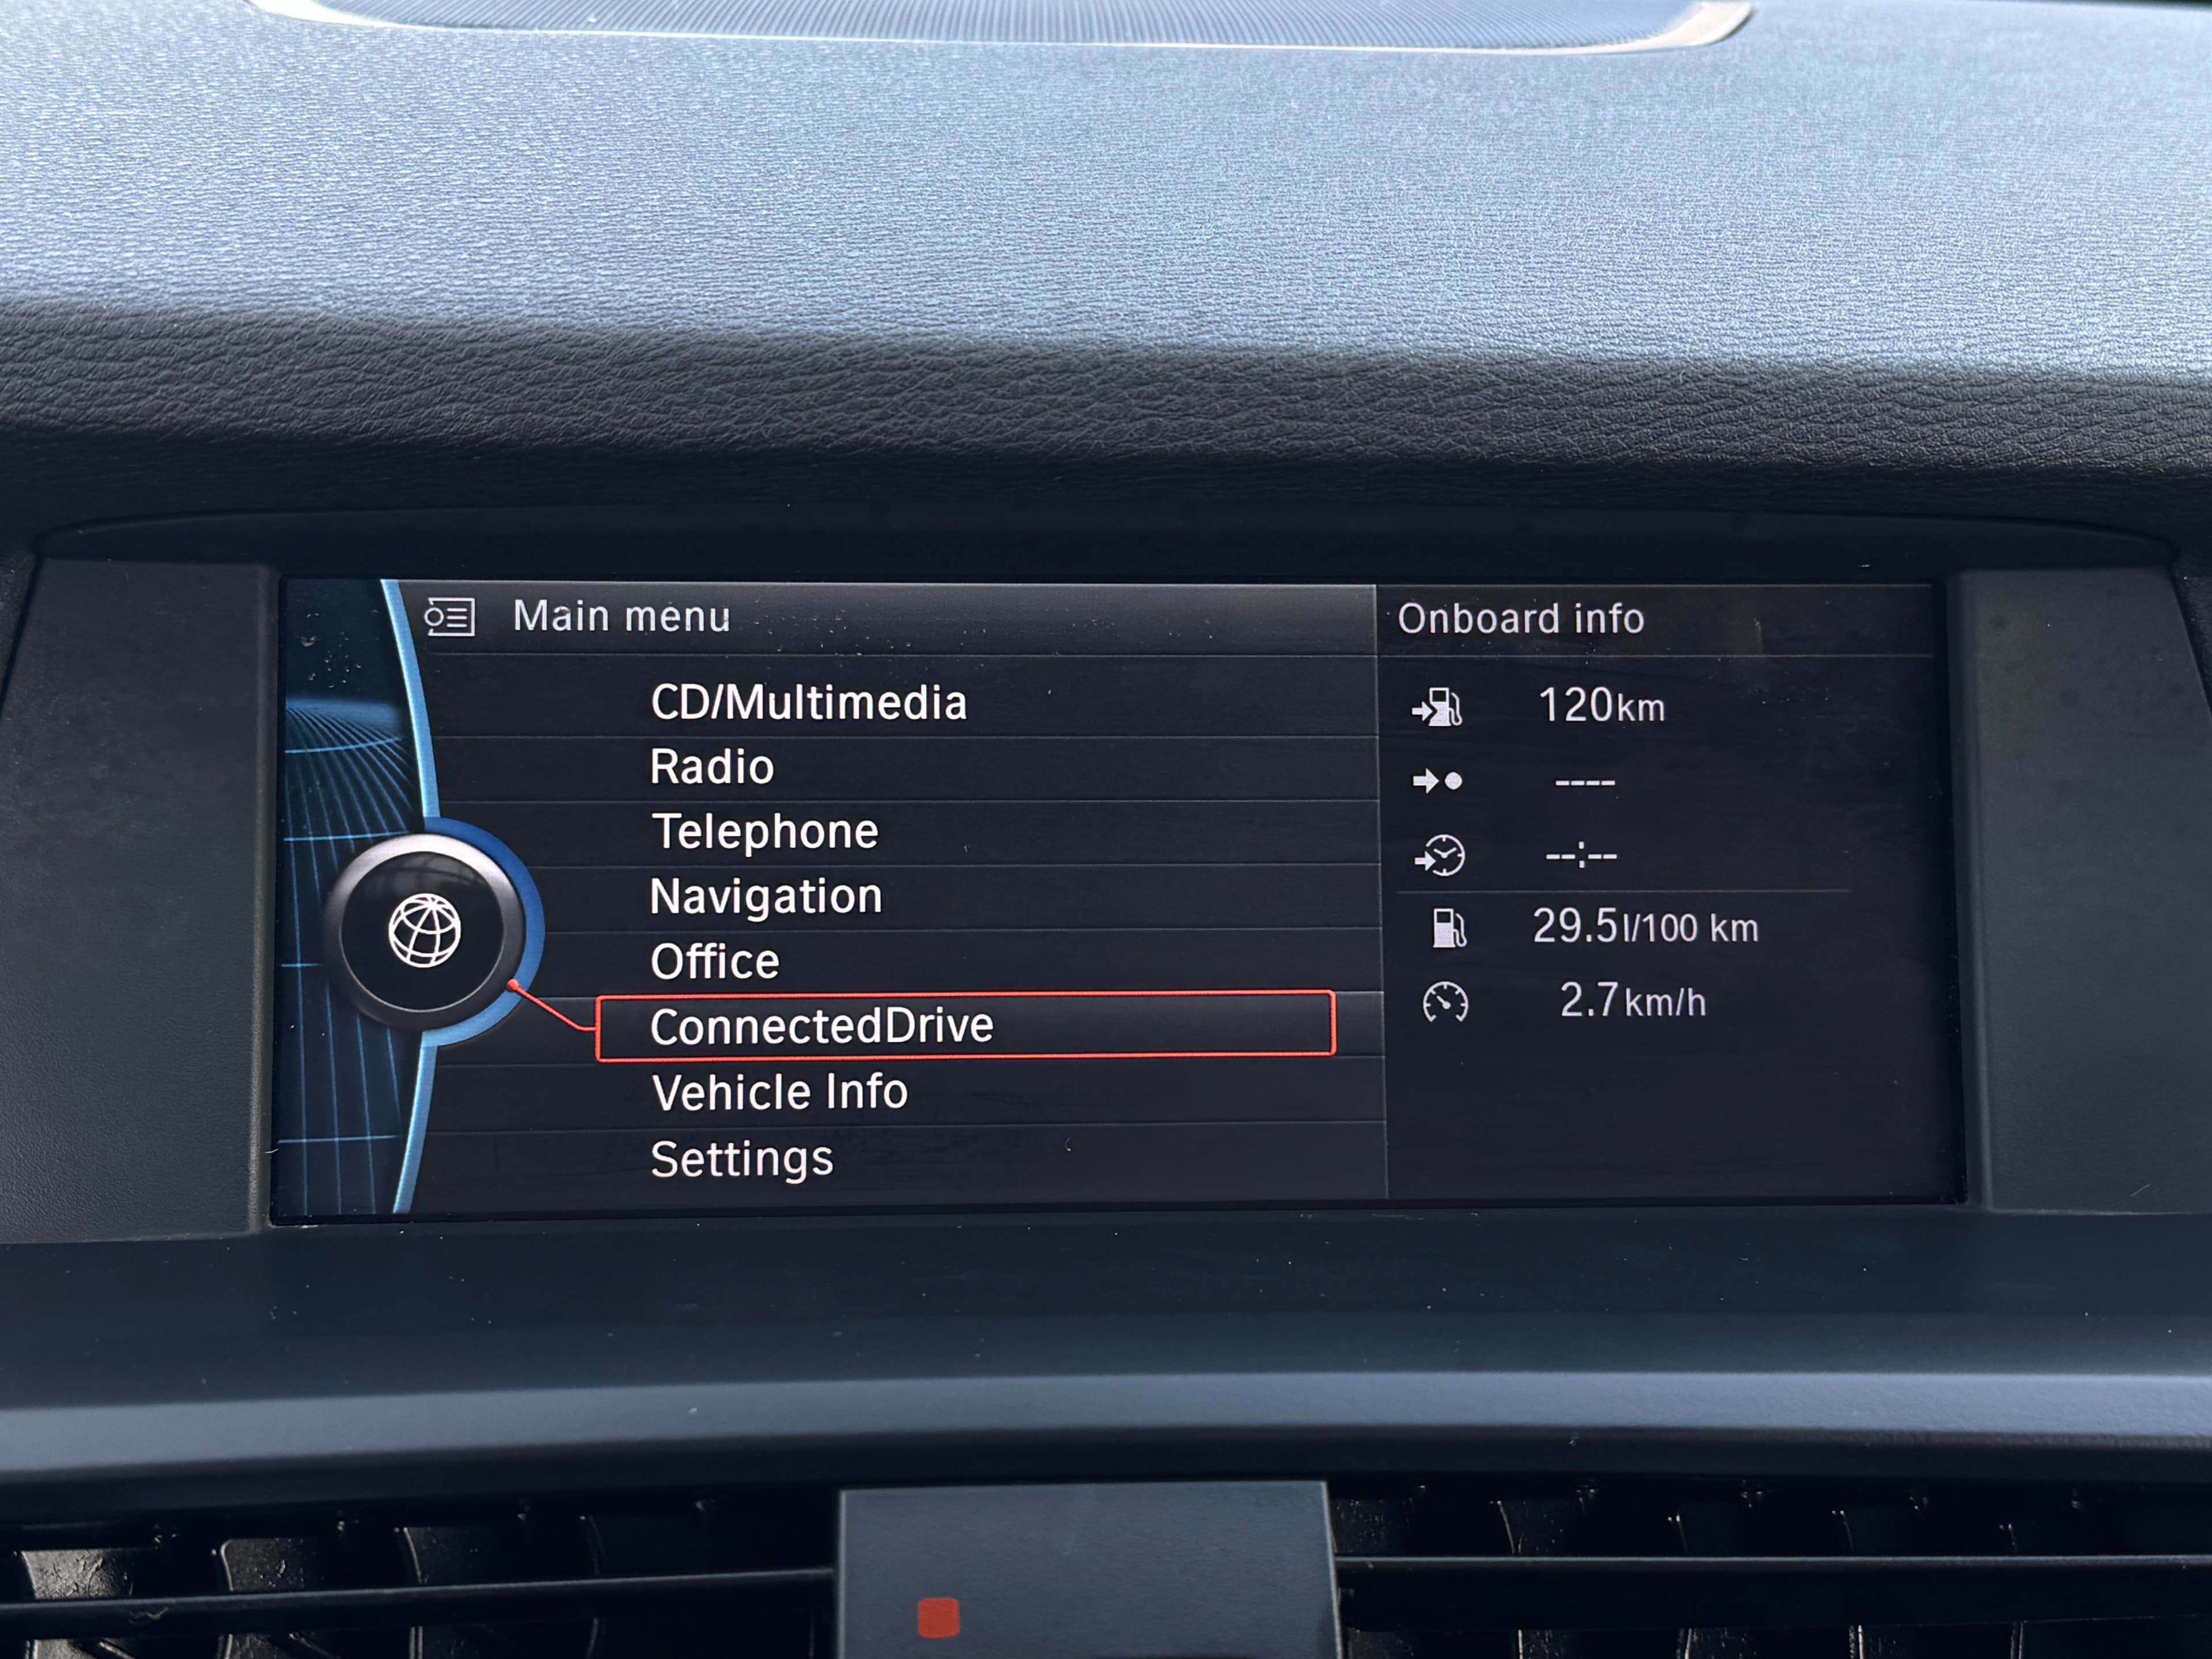 Main menu
CD/Multimedia
Radio
Telephone
Navigation
Office
ConnectedDrive
Vehicle Info
Settings
Onboard info
120km
----
--:--
29.5l/100 km
2.7km/h